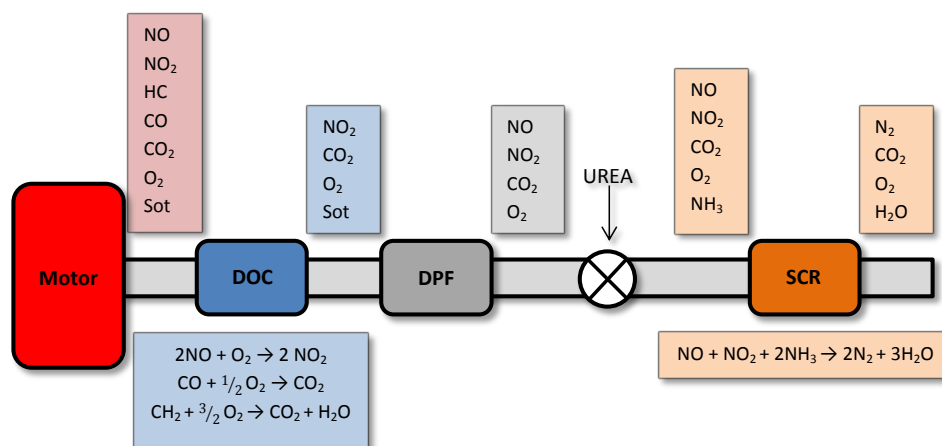 NO
NO₂
HC
CO
CO₂
O₂
Sot
NO₂
CO₂
O₂
Sot
NO
NO₂
CO₂
O₂
UREA
NO
NO₂
CO₂
O₂
NH₃
N₂
CO₂
O₂
H₂O
Motor
DOC
DPF
SCR
2NO + O₂ → 2 NO₂
CO + 1/2 O₂ → CO₂
CH₂ + 3/2 O₂ → CO₂ + H₂O
NO + NO₂ + 2NH₃ → 2N₂ + 3H₂O